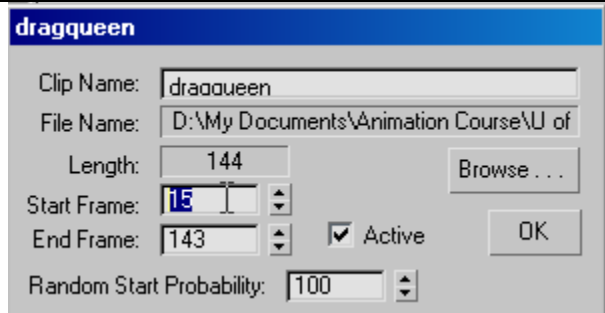 dragqueen
Clip Name: dragqueen
File Name: D:\My Documents\Animation Course\U of
Length: 144
Browse . . .
Start Frame: 15
End Frame: 143
Active
OK
Random Start Probability: 100